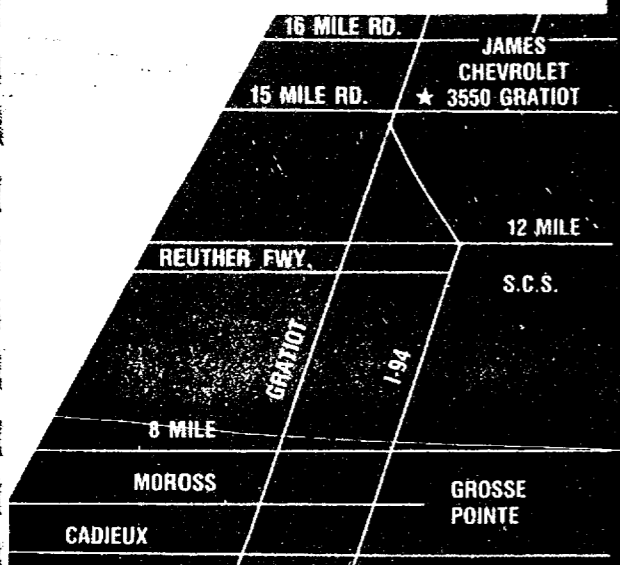 16 MILE RD.
JAMES
CHEVROLET
15 MILE RD.
★ 3550 GRATIOT
12 MILE
REUTHER FWY.
S.C.S.
GRATIOT
I-94
8 MILE
MOROSS
GROSSE
POINTE
CADIEUX